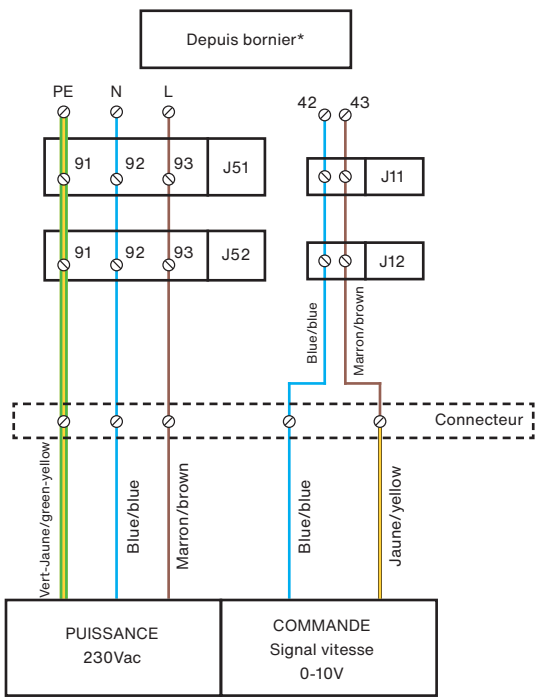 Depuis bornier*
PE N L
42 43
91 92 93 J51
J11
91 92 93 J52
J12
Blue/blue
Marron/brown
Connecteur
Vert-Jaune/green-yellow
Blue/blue
Marron/brown
Blue/blue
Jaune/yellow
PUISSANCE
230Vac
COMMANDE
Signal vitesse
0-10V